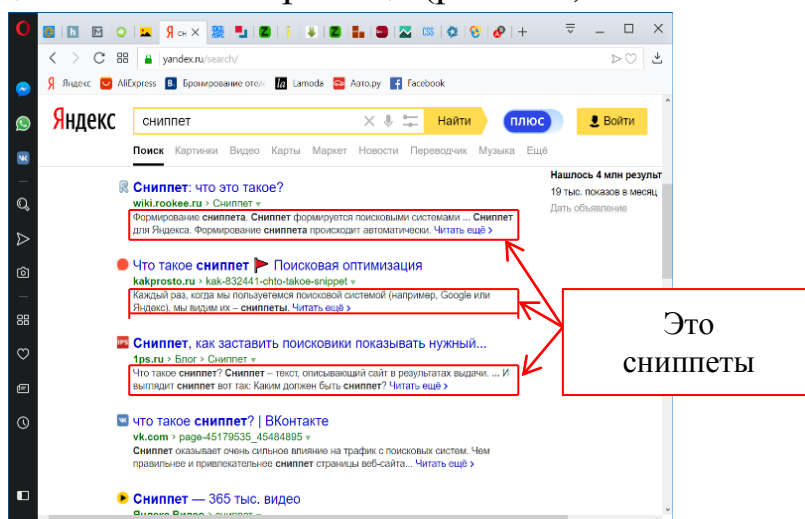 Я сн X
CSS
yandex.ru/search/
Яндекс AliExpress Бронирование отеле Lamoda Авто.ру Facebook
Яндекс сниппет Найти плюс Войти
Поиск Картинки Видео Карты Маркет Новости Переводчик Музыка Ещё
Нашлось 4 млн результ
19 тыс. показов в месяц
Дать объявление
Сниппет: что это такое?
wiki.rookee.ru › Сниппет
Формирование сниппета. Сниппет формируется поисковыми системами ... Сниппет
для Яндекса. Формирование сниппета происходит автоматически. Читать ещё ›
Что такое сниппет Поисковая оптимизация
kakprosto.ru › kak-832441-chto-takoe-snippet
Каждый раз, когда мы пользуетемся поисковой системой (например, Google или
Яндекс), мы видим их – сниппеты. Читать ещё ›
Сниппет, как заставить поисковики показывать нужный...
1ps.ru › Блог › Сниппет
Что такое сниппет? Сниппет – текст, описывающий сайт в результатах выдачи. ... И
выглядит сниппет вот так: Каким должен быть сниппет? Читать ещё ›
что такое сниппет? | ВКонтакте
vk.com › page-45179535_45484895
Сниппет оказывает очень сильное влияние на трафик с поисковых систем. Чем
правильнее и привлекательнее сниппет страницы веб-сайта... Читать ещё ›
Сниппет — 365 тыс. видео
Яндекс.Видео › сниппет
Это
сниппеты